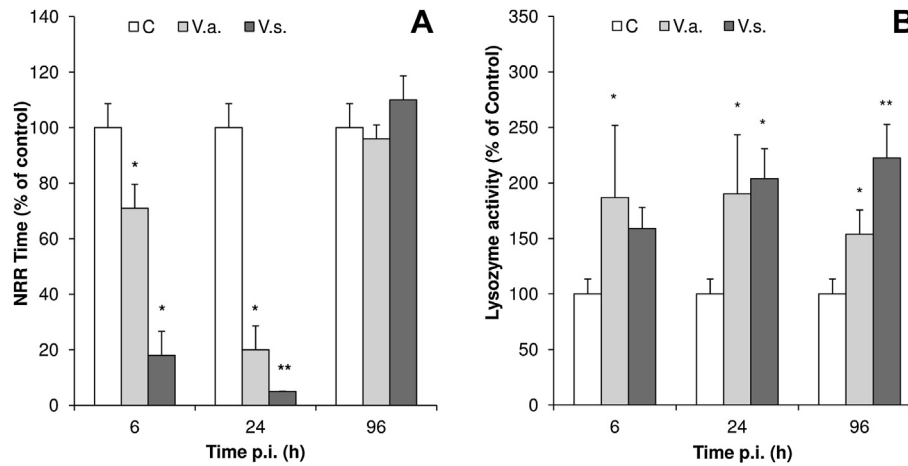 A
C V.a. V.s.
NRR Time (% of control)
140
120
100
80
60
40
20
0
*
*
*
**
6 24 96
Time p.i. (h)
B
C V.a. V.s.
Lysozyme activity (% of Control)
350
300
250
200
150
100
50
0
*
*
*
*
**
6 24 96
Time p.i. (h)